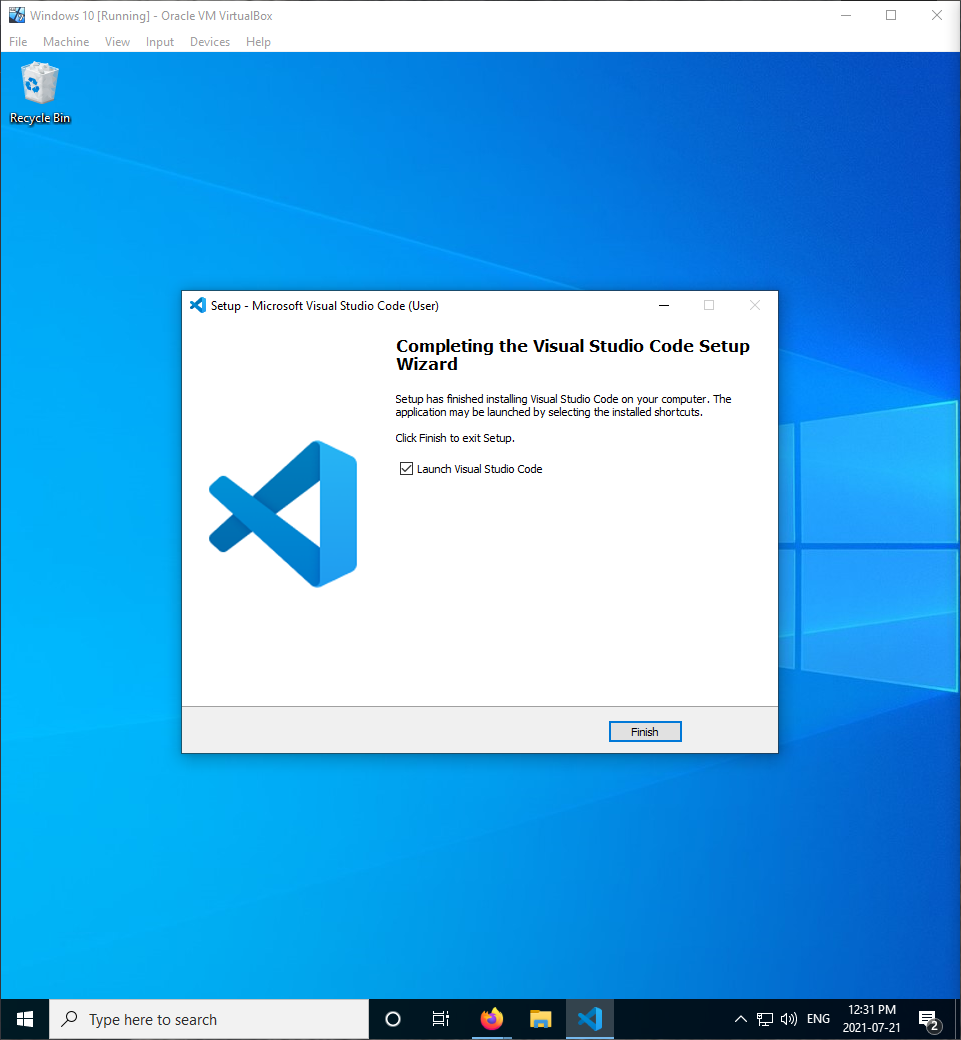 Windows 10 [Running] - Oracle VM VirtualBox
File Machine View Input Devices Help
Recycle Bin
Setup - Microsoft Visual Studio Code (User)
Completing the Visual Studio Code Setup
Wizard
Setup has finished installing Visual Studio Code on your computer. The
application may be launched by selecting the installed shortcuts.
Click Finish to exit Setup.
Launch Visual Studio Code
Finish
Type here to search
ENG
12:31 PM
2021-07-21
2